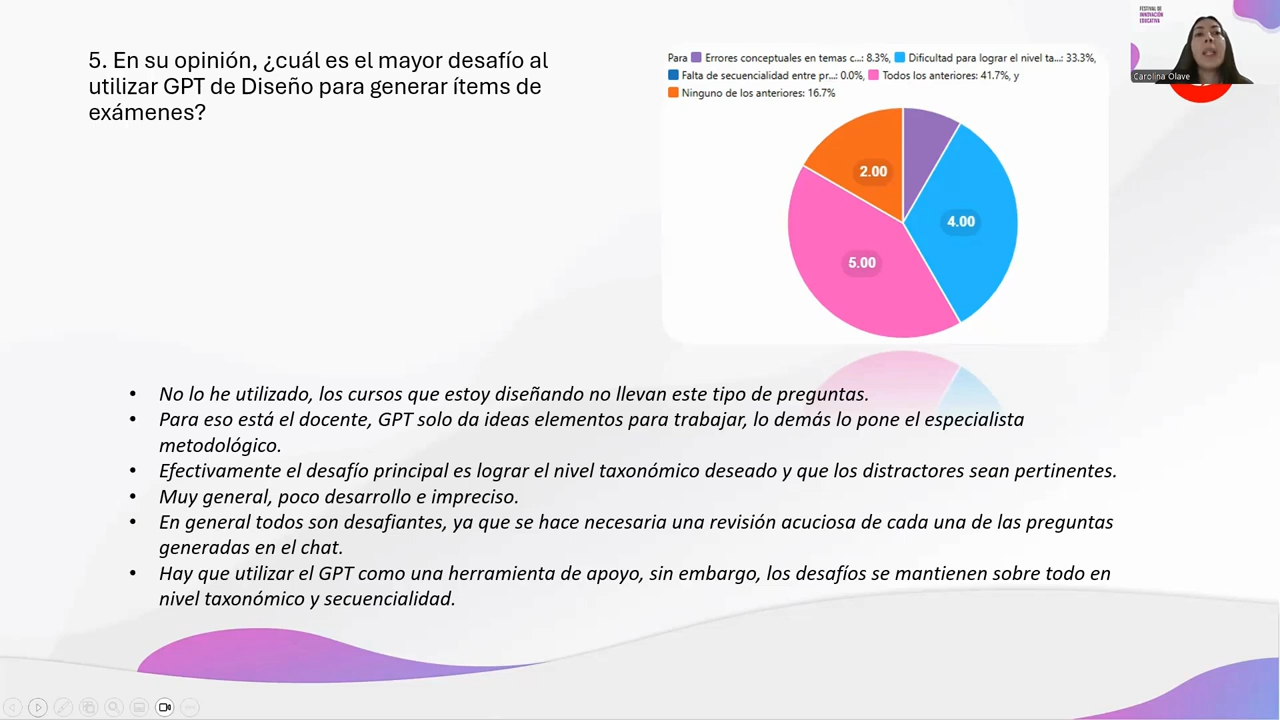 5. En su opinión, ¿cuál es el mayor desafío al
utilizar GPT de Diseño para generar ítems de
exámenes?
Para Errores conceptuales en temas c...: 8.3%, Dificultad para lograr el nivel ta...: 33.3%,
Falta de secuencialidad entre pr...: 0.0%, Todos los anteriores: 41.7%, y
Ninguno de los anteriores: 16.7%
2.00
4.00
5.00
FESTIVAL DE
INNOVACIÓN
EDUCATIVA
Carolina Olave
• No lo he utilizado, los cursos que estoy diseñando no llevan este tipo de preguntas.
• Para eso está el docente, GPT solo da ideas elementos para trabajar, lo demás lo pone el especialista
metodológico.
• Efectivamente el desafío principal es lograr el nivel taxonómico deseado y que los distractores sean pertinentes.
• Muy general, poco desarrollo e impreciso.
• En general todos son desafiantes, ya que se hace necesaria una revisión acuciosa de cada una de las preguntas
generadas en el chat.
• Hay que utilizar el GPT como una herramienta de apoyo, sin embargo, los desafíos se mantienen sobre todo en
nivel taxonómico y secuencialidad.